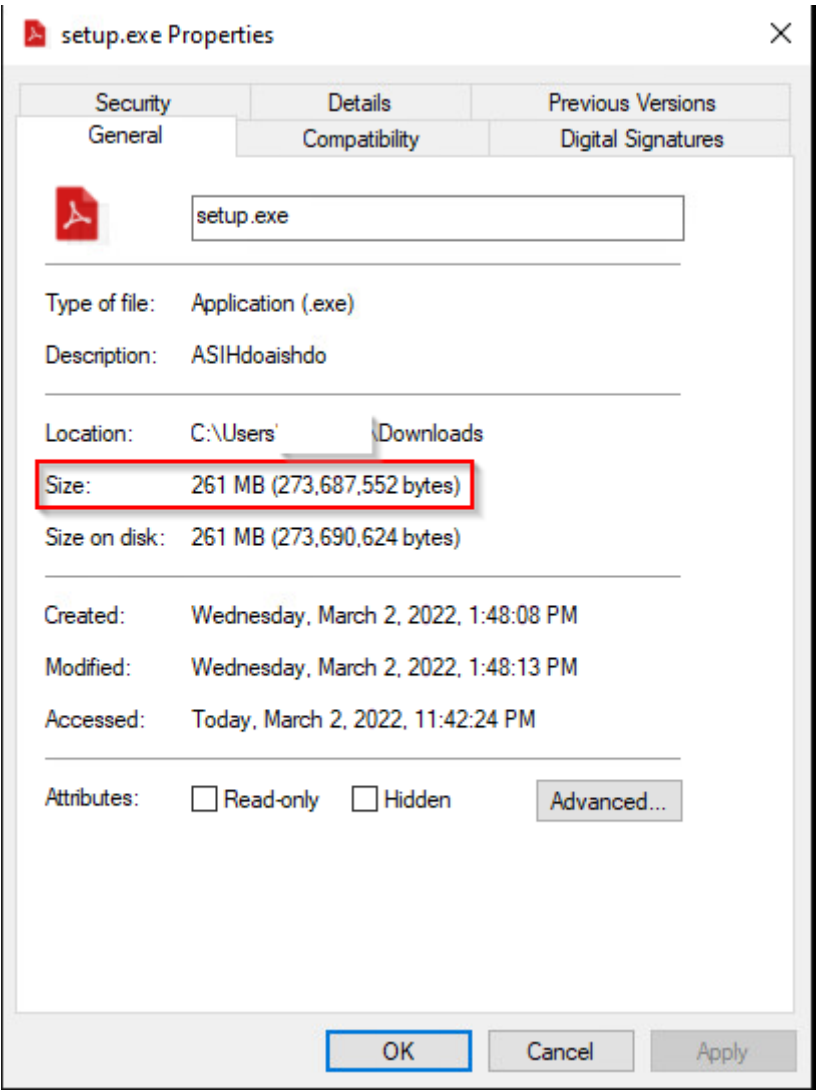 setup.exe Properties
Security Details Previous Versions
General Compatibility Digital Signatures
setup.exe
Type of file: Application (.exe)
Description: ASIHdoaishdo
Location: C:\Users' \Downloads
Size: 261 MB (273,687,552 bytes)
Size on disk: 261 MB (273,690,624 bytes)
Created: Wednesday, March 2, 2022, 1:48:08 PM
Modified: Wednesday, March 2, 2022, 1:48:13 PM
Accessed: Today, March 2, 2022, 11:42:24 PM
Attributes: Read-only Hidden Advanced...
OK Cancel Apply